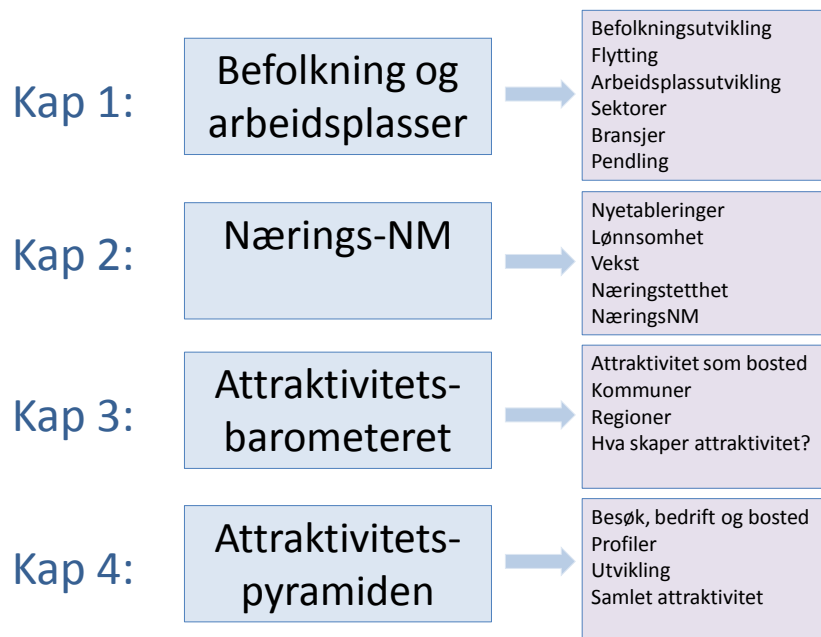 Kap 1:
Befolkning og
arbeidsplasser
Befolkningsutvikling
Flytting
Arbeidsplassutvikling
Sektorer
Bransjer
Pendling
Kap 2:
Nærings-NM
Nyetableringer
Lønnsomhet
Vekst
Næringstetthet
NæringsNM
Kap 3:
Attraktivitets-
barometeret
Attraktivitet som bosted
Kommuner
Regioner
Hva skaper attraktivitet?
Kap 4:
Attraktivitets-
pyramiden
Besøk, bedrift og bosted
Profiler
Utvikling
Samlet attraktivitet